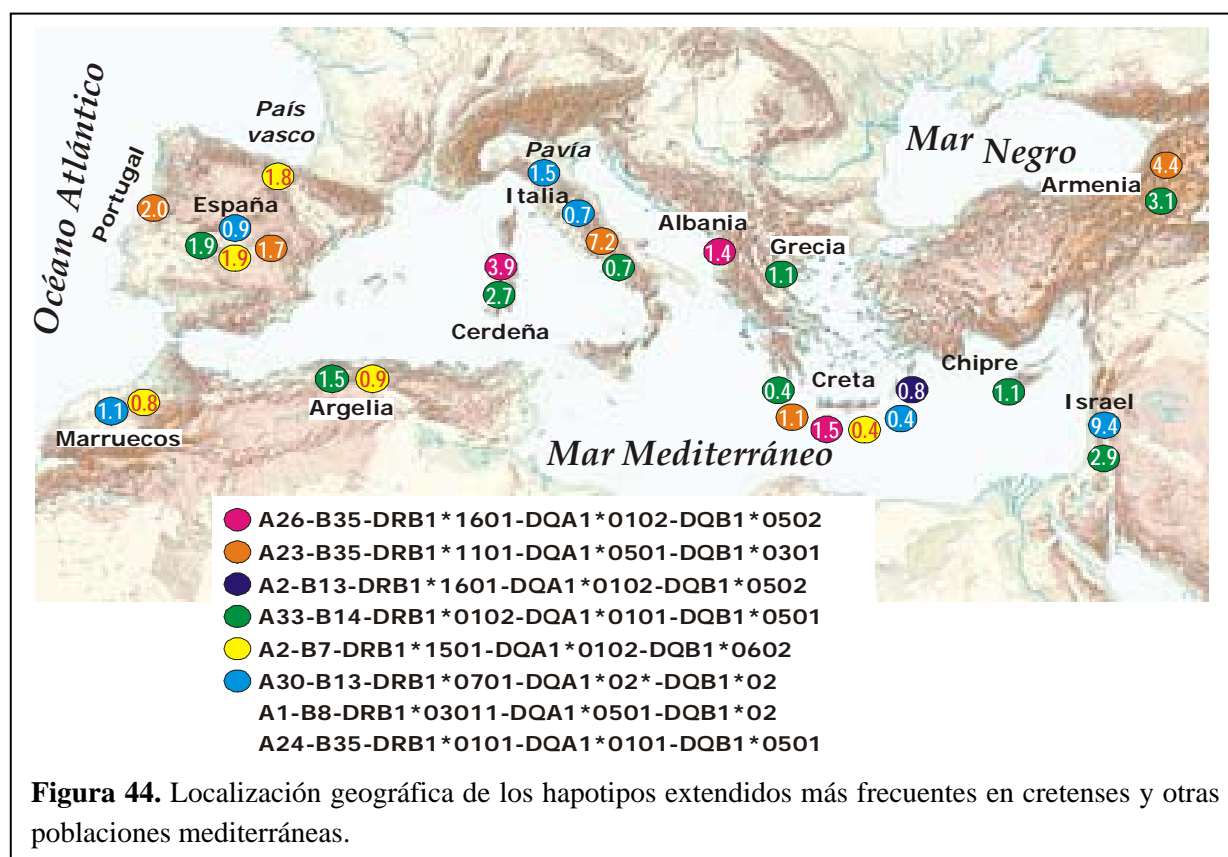 Océano Atlántico
País
vasco
Portugal
1.8
2.0
España
0.9
1.9
1.9
1.7
Pavía
1.5
Italia
0.7
7.2
0.7
3.9
2.7
Cerdeña
Albania
1.4
Grecia
1.1
Mar Negro
4.4
Armenia
3.1
1.1
0.8
Marruecos
1.5
0.9
Argelia
Mar Mediterráneo
Creta
0.4
1.1
1.5
0.4
0.4
0.8
Chipre
1.1
Israel
9.4
2.9
A26-B35-DRB1*1601-DQA1*0102-DQB1*0502
A23-B35-DRB1*1101-DQA1*0501-DQB1*0301
A2-B13-DRB1*1601-DQA1*0102-DQB1*0502
A33-B14-DRB1*0102-DQA1*0101-DQB1*0501
A2-B7-DRB1*1501-DQA1*0102-DQB1*0602
A30-B13-DRB1*0701-DQA1*02*-DQB1*02
A1-B8-DRB1*03011-DQA1*0501-DQB1*02
A24-B35-DRB1*0101-DQA1*0101-DQB1*0501
Figura 44. Localización geográfica de los hapotipos extendidos más frecuentes en cretenses y otras
poblaciones mediterráneas.